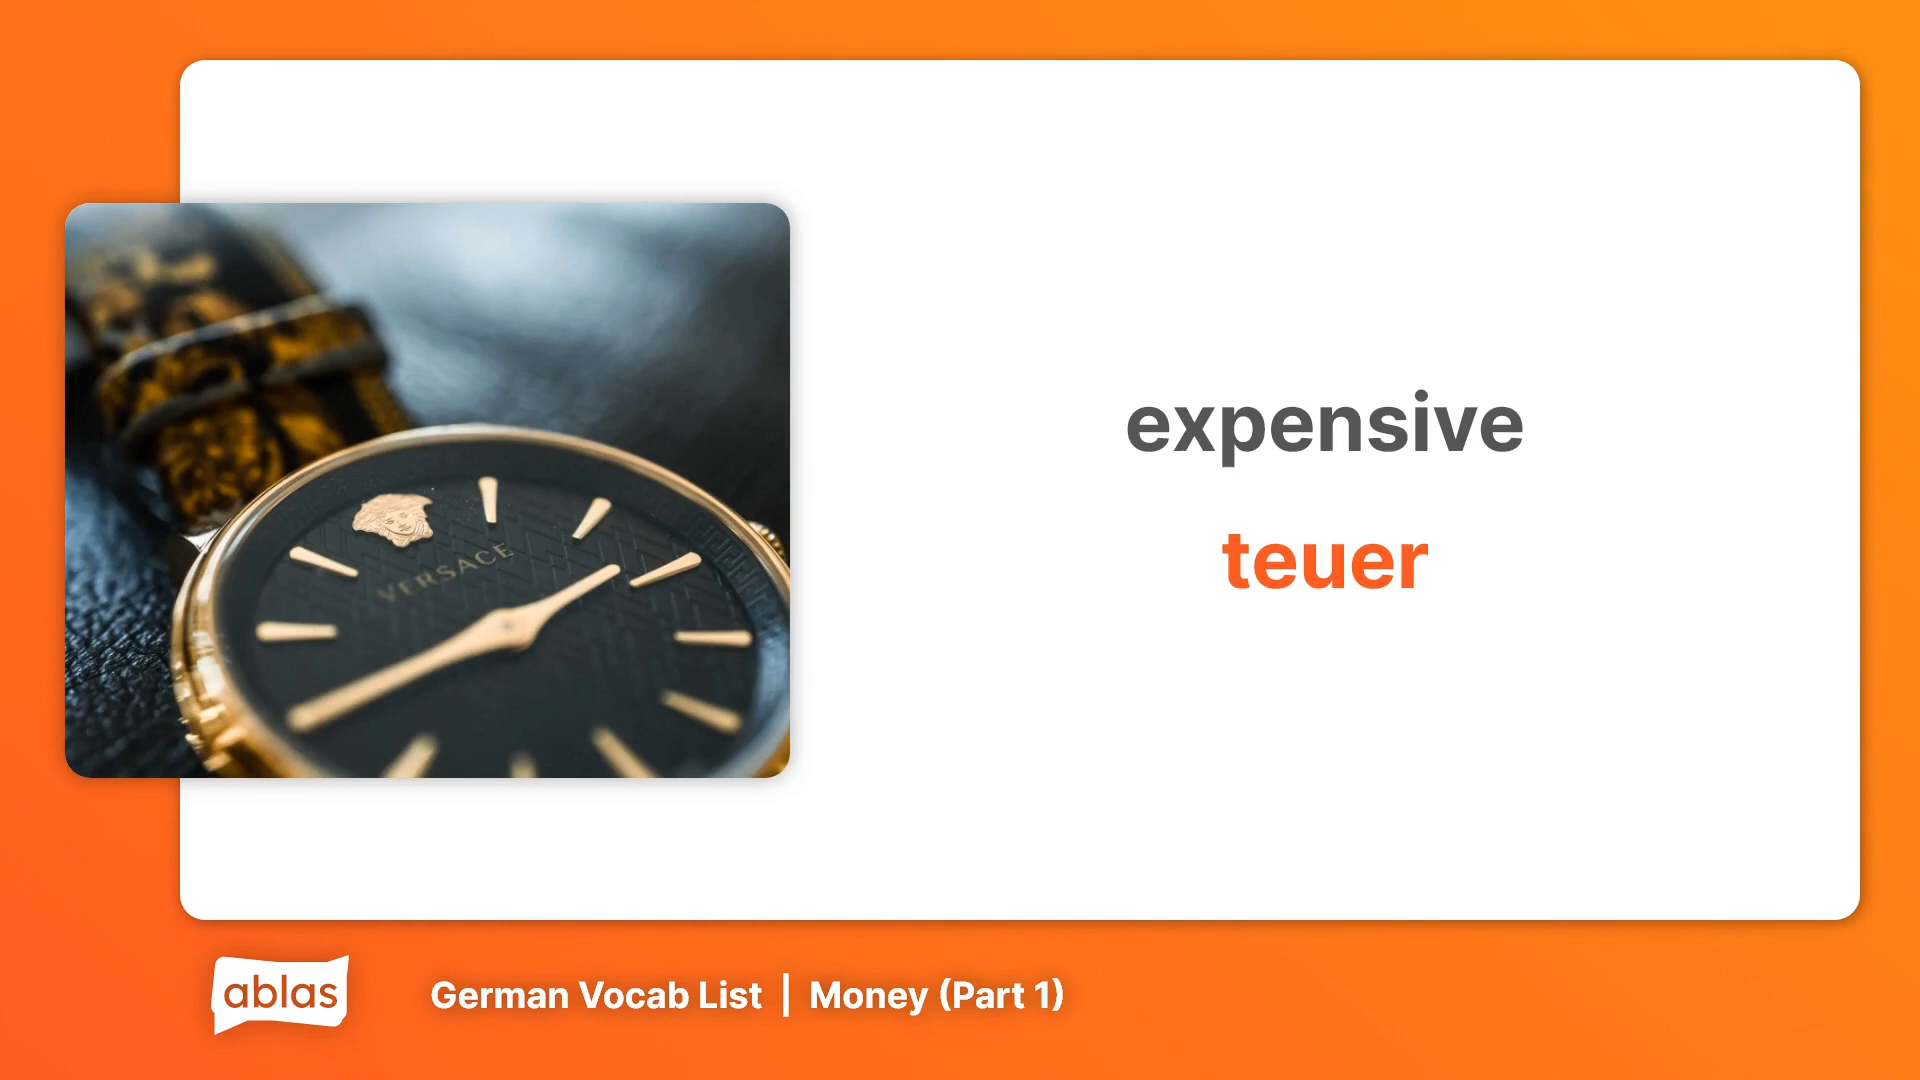 VERSACE
expensive
teuer
ablas
German Vocab List | Money (Part 1)